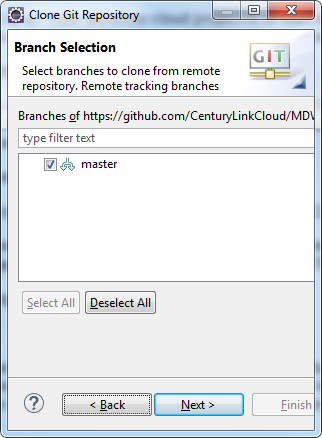 Clone Git Repository
Branch Selection
Select branches to clone from remote
repository. Remote tracking branches
GIT
Branches of https://github.com/CenturyLinkCloud/MDW
type filter text
master
Select All
Deselect All
?
< Back
Next >
Finish